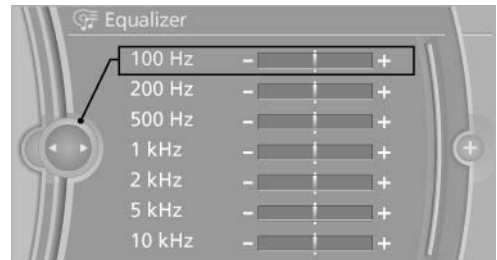 Equalizer
100 Hz - +
200 Hz - +
500 Hz - +
1 kHz - +
2 kHz - +
5 kHz - +
10 kHz - +
+